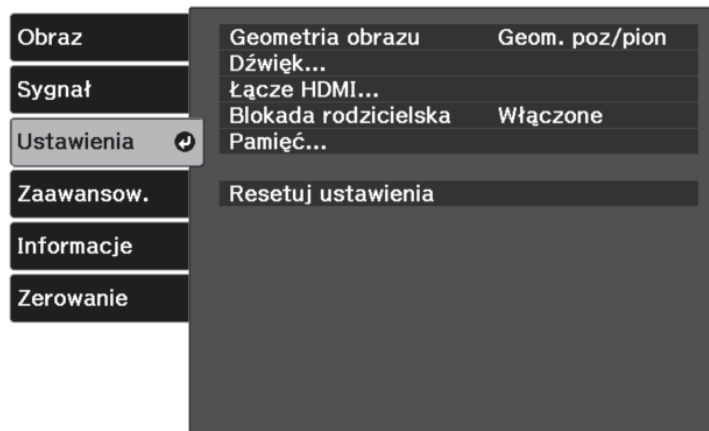 Obraz
Sygnał
Ustawienia
Zaawansow.
Informacje
Zerowanie
Geometria obrazu Geom. poz/pion
Dźwięk...
Łącze HDMI...
Blokada rodzicielska Włączone
Pamięć...
Resetuj ustawienia